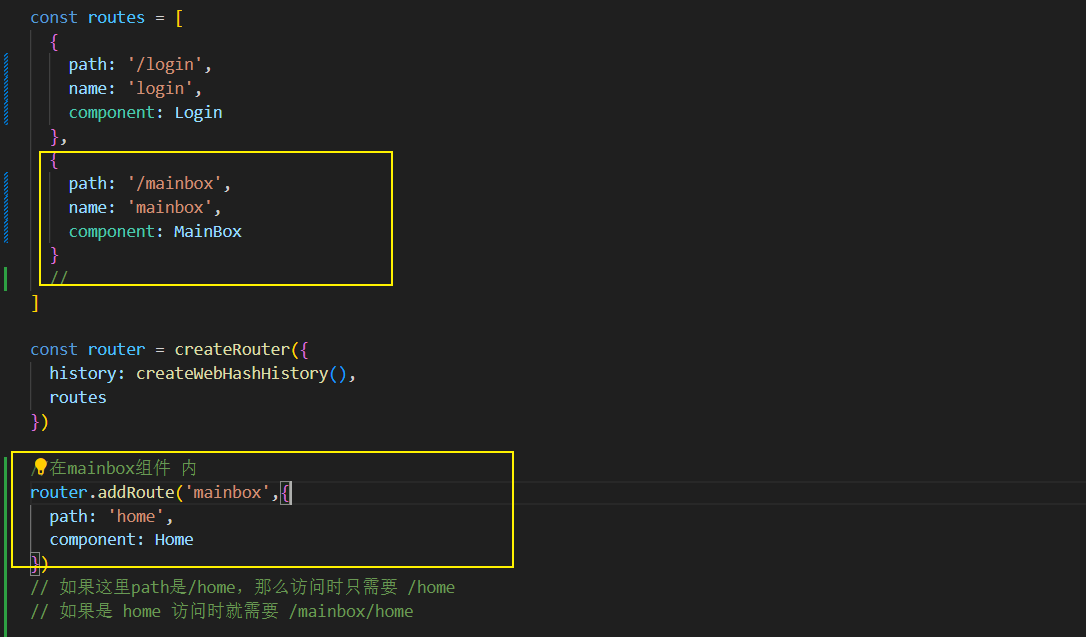 const routes = [
{
path: '/login',
name: 'login',
component: Login
},
{
path: '/mainbox',
name: 'mainbox',
component: MainBox
}
//
]
const router = createRouter({
history: createWebHashHistory(),
routes
})
/在mainbox组件 内
router.addRoute('mainbox',{
path: 'home',
component: Home
})
// 如果这里path是/home，那么访问时只需要 /home
// 如果是 home 访问时就需要 /mainbox/home